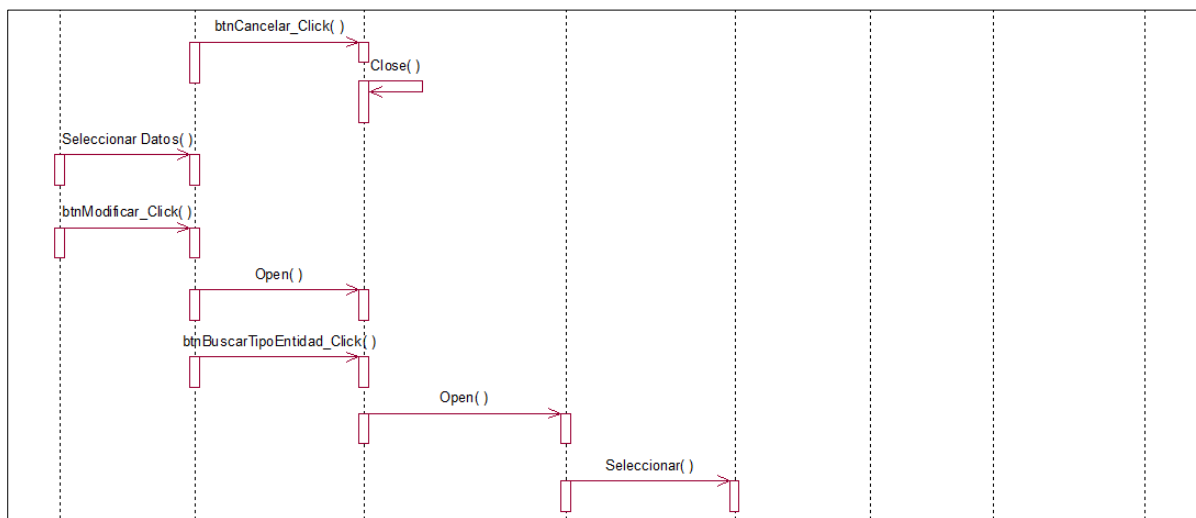 btnCancelar_Click( )
Close( )
Seleccionar Datos( )
btnModificar_Click( )
Open( )
btnBuscarTipoEntidad_Click( )
Open( )
Seleccionar( )